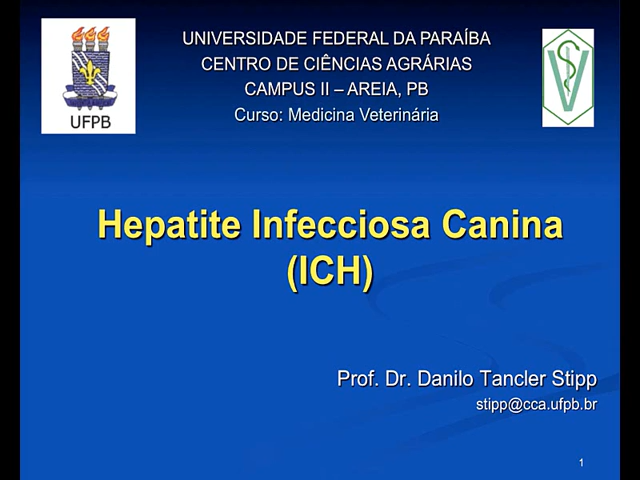 UNIVERSIDADE FEDERAL DA PARAÍBA
CENTRO DE CIÊNCIAS AGRÁRIAS
CAMPUS II – AREIA, PB
Curso: Medicina Veterinária
UFPB
V
Hepatite Infecciosa Canina
(ICH)
Prof. Dr. Danilo Tancler Stipp
stipp@cca.ufpb.br
1